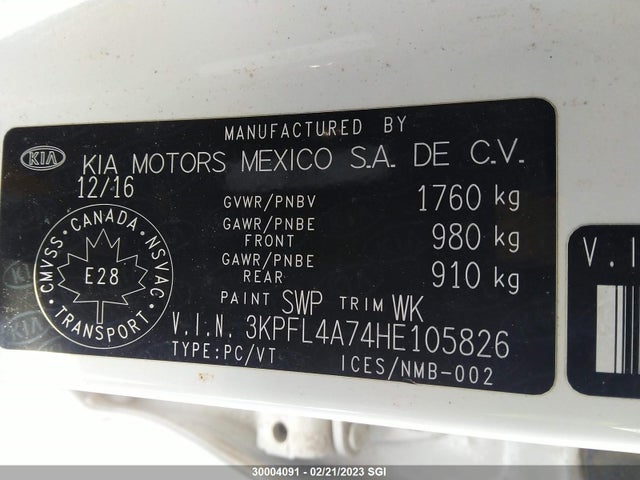 MANUFACTURED BY
KIA KIA MOTORS MEXICO S.A. DE C.V.
12/16
GVWR/PNBV 1760 kg
GAWR/PNBE FRONT 980 kg
GAWR/PNBE REAR 910 kg
CANADA
CMVSS NSVAC
E28
TRANSPORT
PAINT SWP TRIM WK
V.I.N. 3KPFL4A74HE105826
TYPE:PC/VT ICES/NMB-002
V.I
30004091 - 02/21/2023 SGI